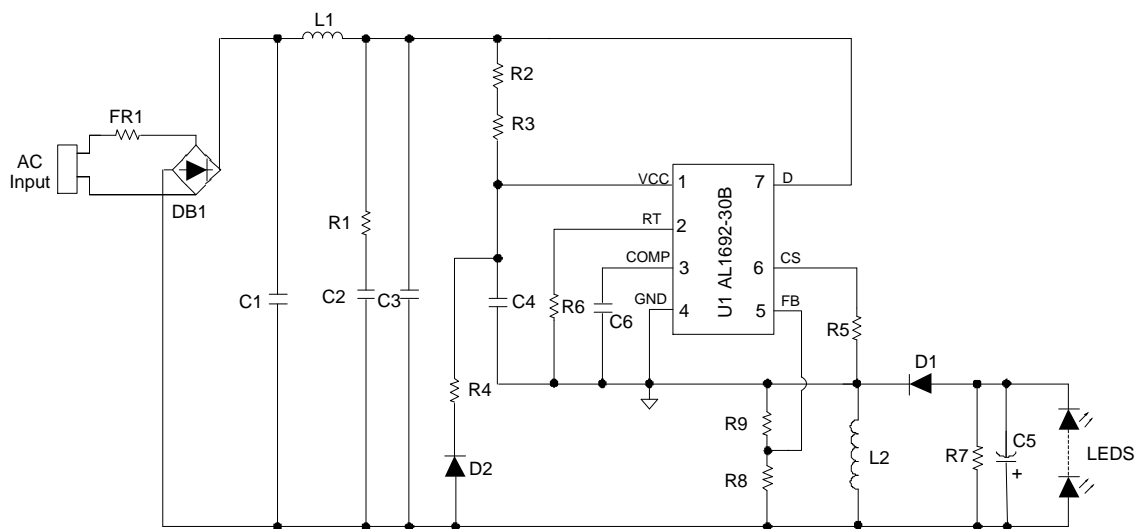 L1
R2
FR1
R3
AC
Input
VCC 1 7 D
DB1
R1
RT 2
U1 AL1692-30B
COMP 3 6 CS
C1
C2
C3
C4
R6
C6
GND 4 5 FB
R5
D1
R4
R9
R7
C5
+
LEDS
L2
D2
R8